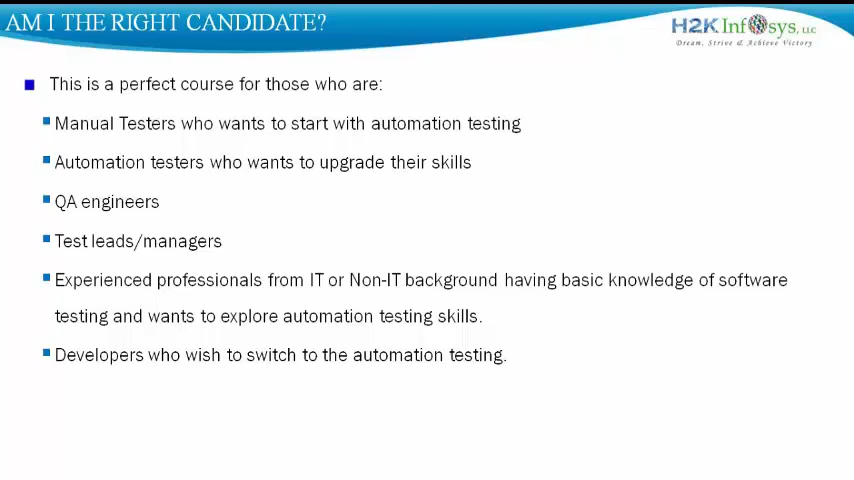 AM I THE RIGHT CANDIDATE?
H2K Infosys, LLC
Dream, Strive & Achieve Victory
This is a perfect course for those who are:
Manual Testers who wants to start with automation testing
Automation testers who wants to upgrade their skills
QA engineers
Test leads/managers
Experienced professionals from IT or Non-IT background having basic knowledge of software
testing and wants to explore automation testing skills.
Developers who wish to switch to the automation testing.